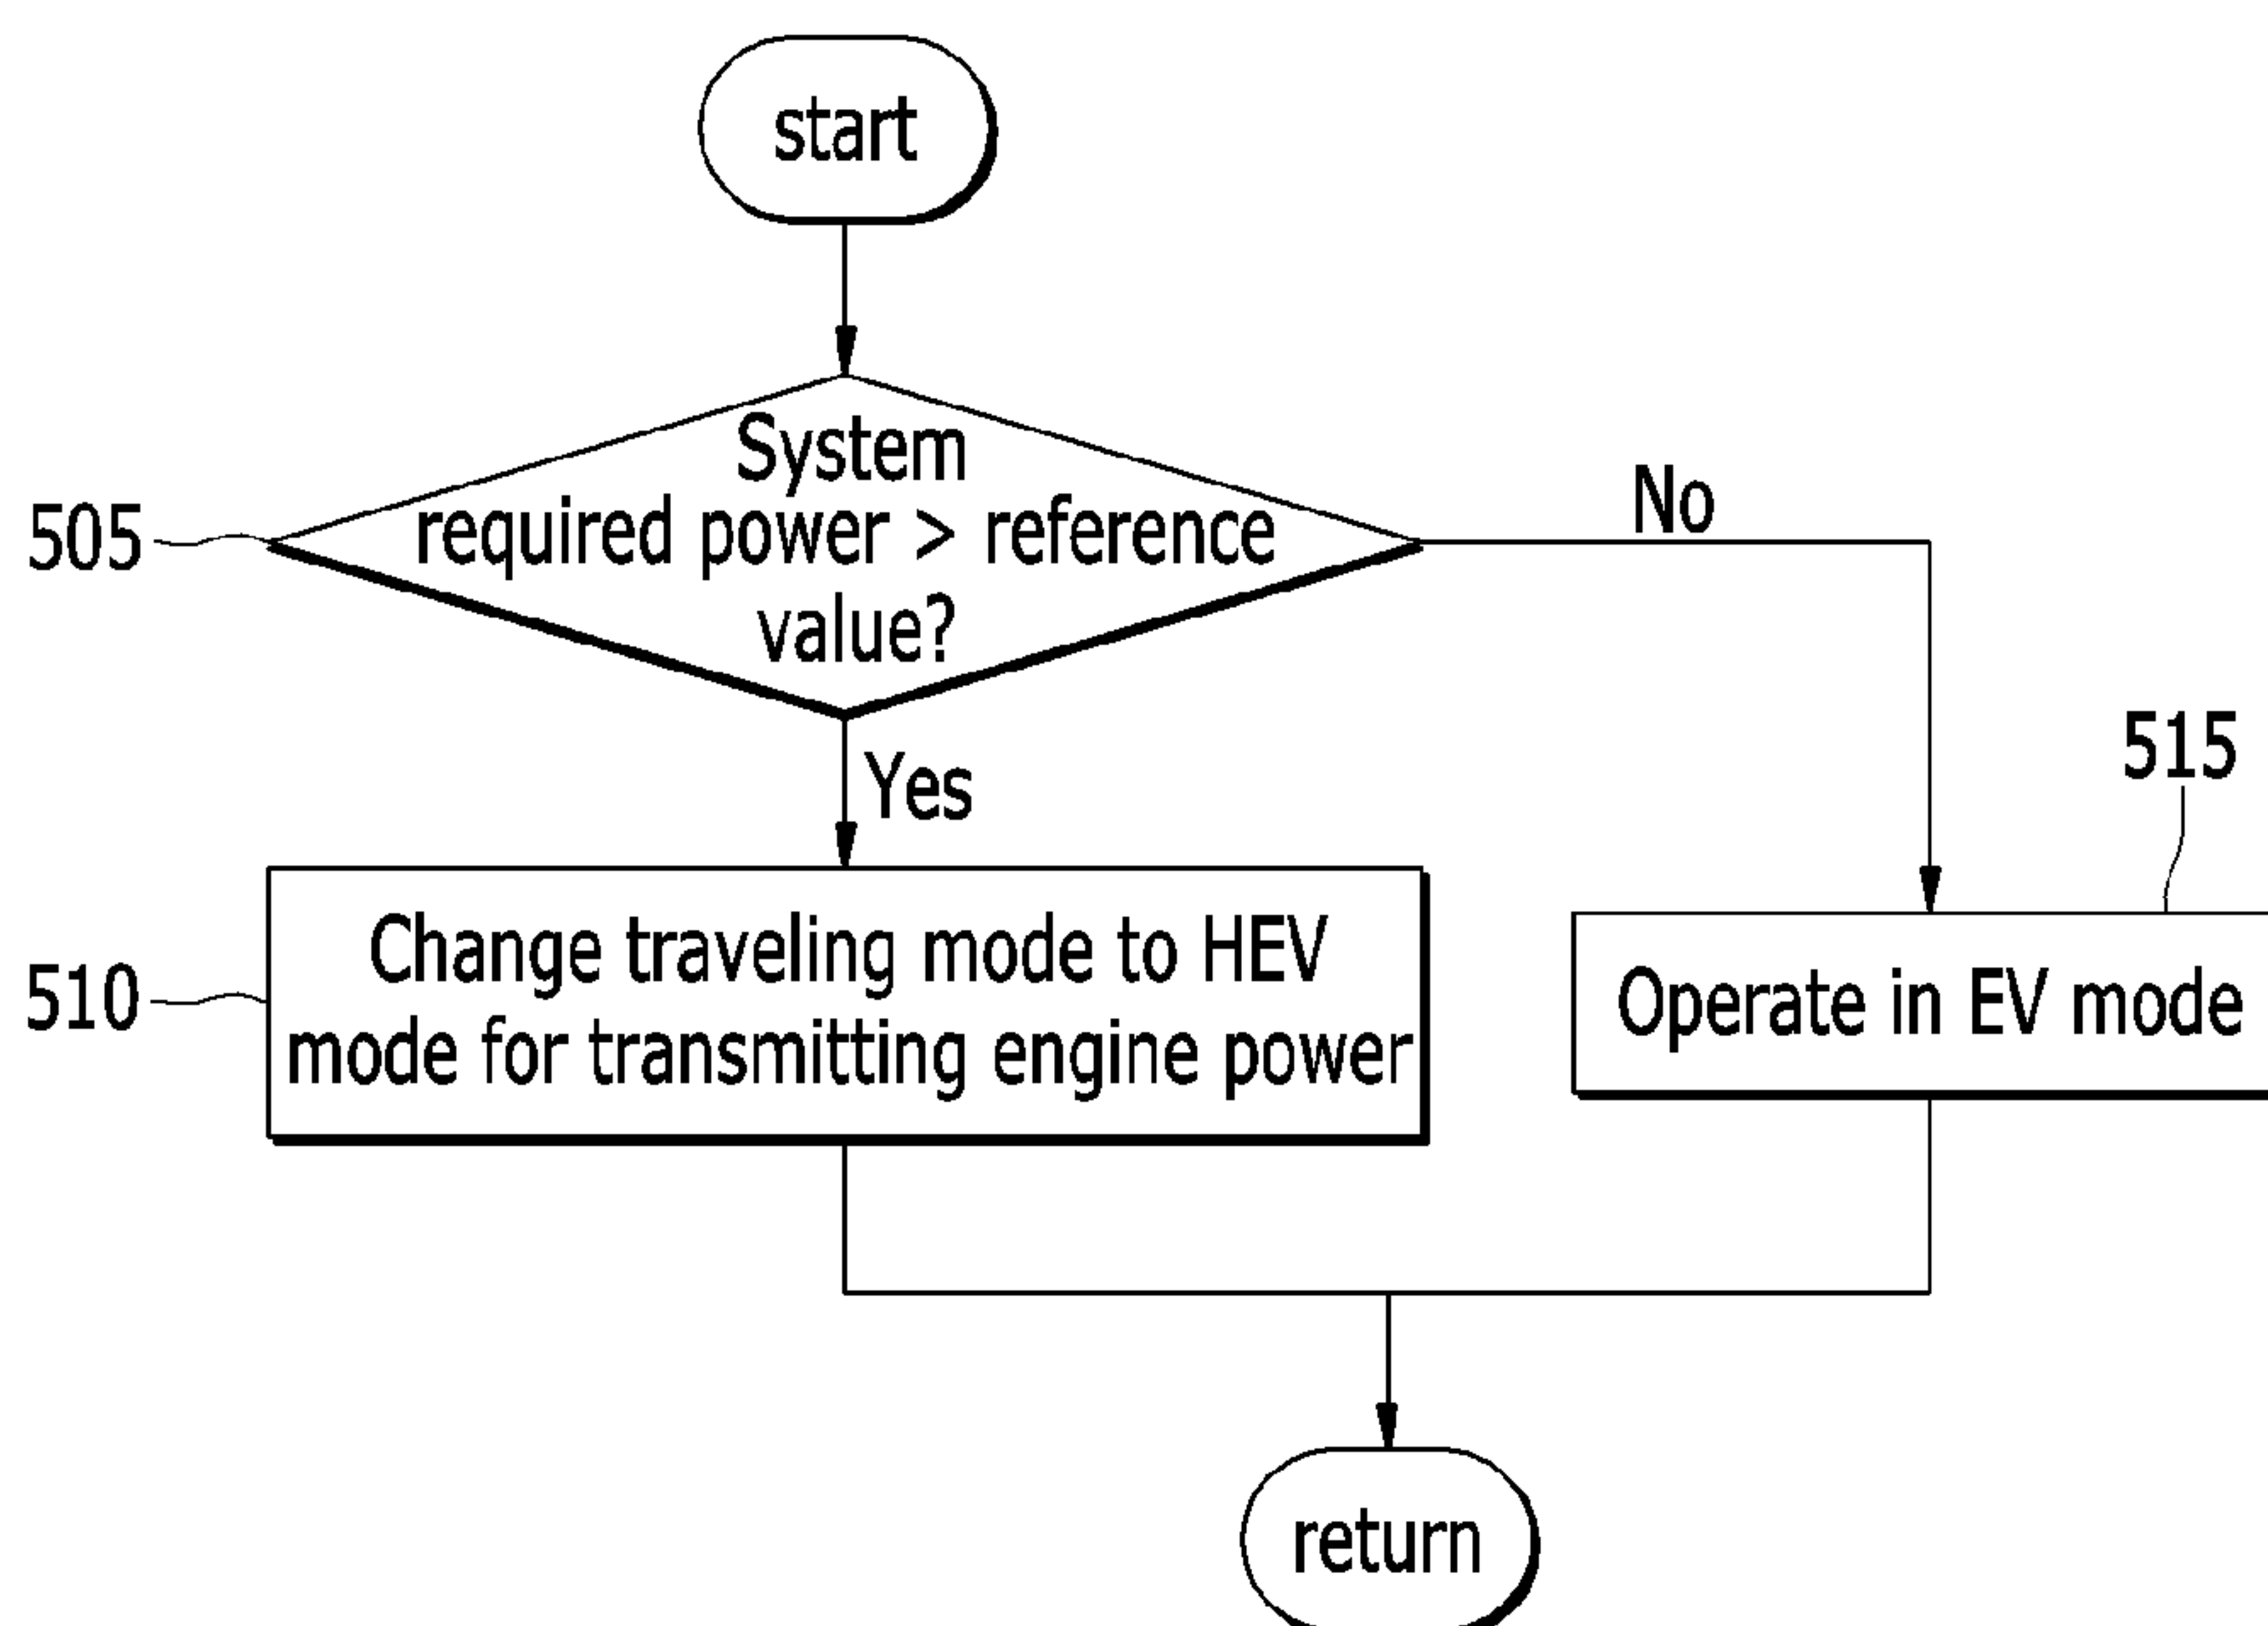 start
System
required power > reference
value?
505
No
Yes
515
Change traveling mode to HEV
mode for transmitting engine power
510
Operate in EV mode
return